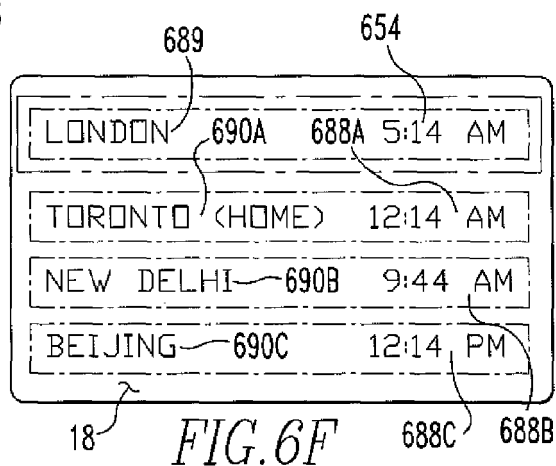 689 654
LONDON 690A 688A 5:14 AM
TORONTO (HOME) 12:14 AM
NEW DELHI 690B 9:44 AM
BEIJING 690C 12:14 PM
18 FIG.6F 688C 688B